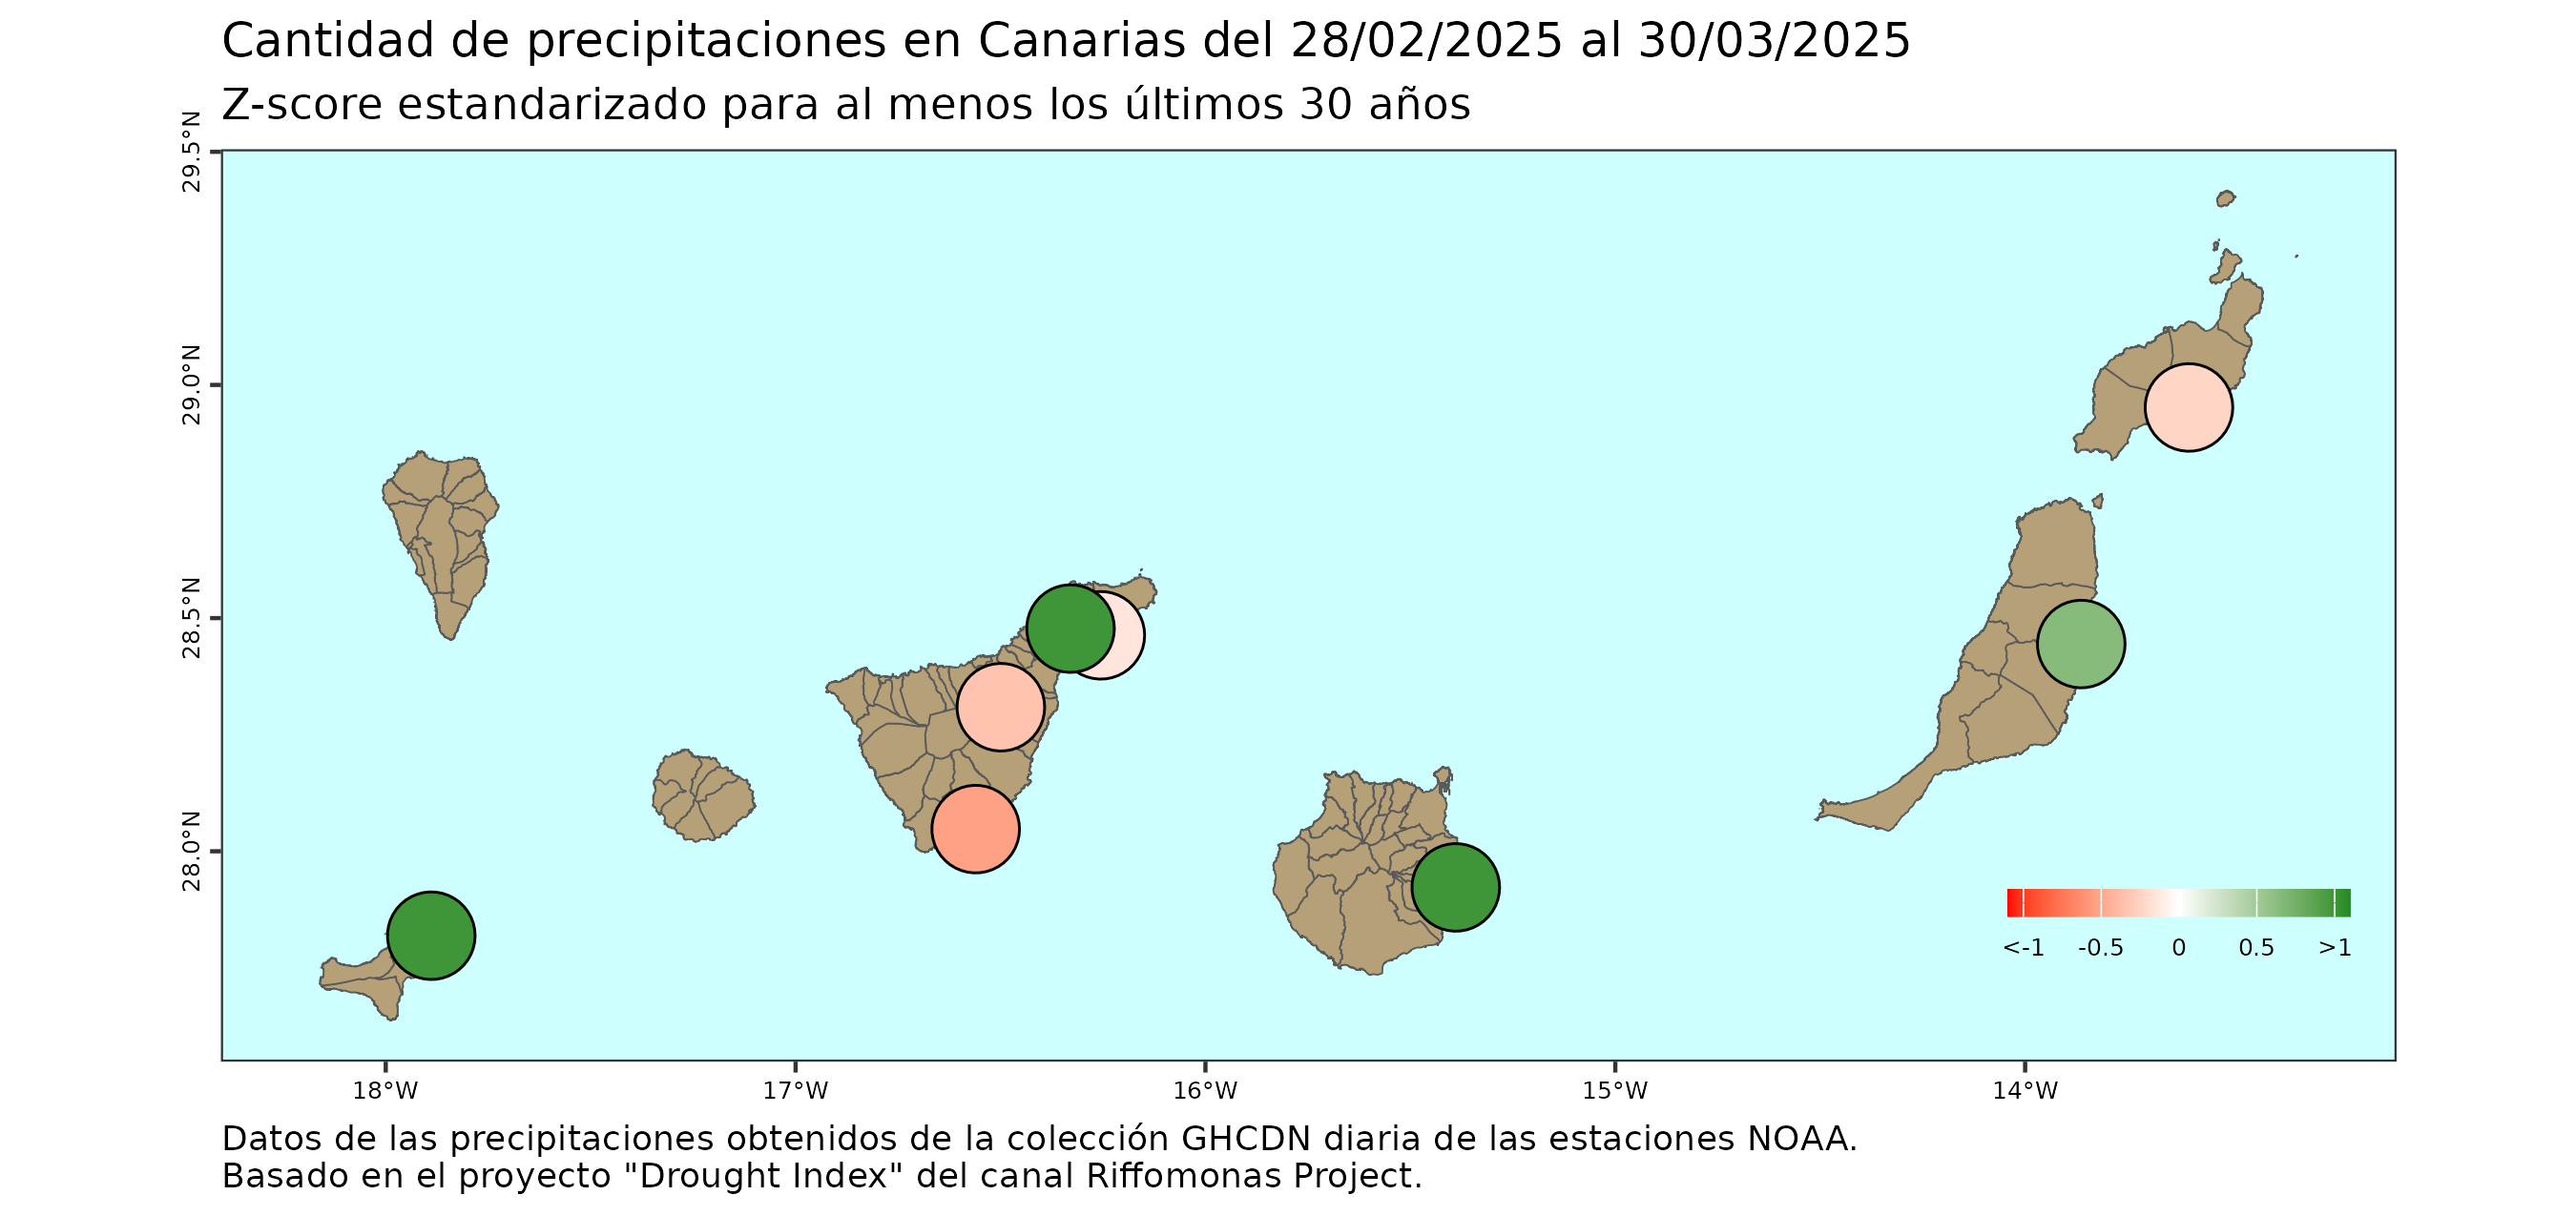 Cantidad de precipitaciones en Canarias del 28/02/2025 al 30/03/2025
Z-score estandarizado para al menos los últimos 30 años
29.5°N
29.0°N
28.5°N
28.0°N
<-1 -0.5 0 0.5 >1
18°W 17°W 16°W 15°W 14°W
Datos de las precipitaciones obtenidos de la colección GHCDN diaria de las estaciones NOAA.
Basado en el proyecto "Drought Index" del canal Riffomonas Project.